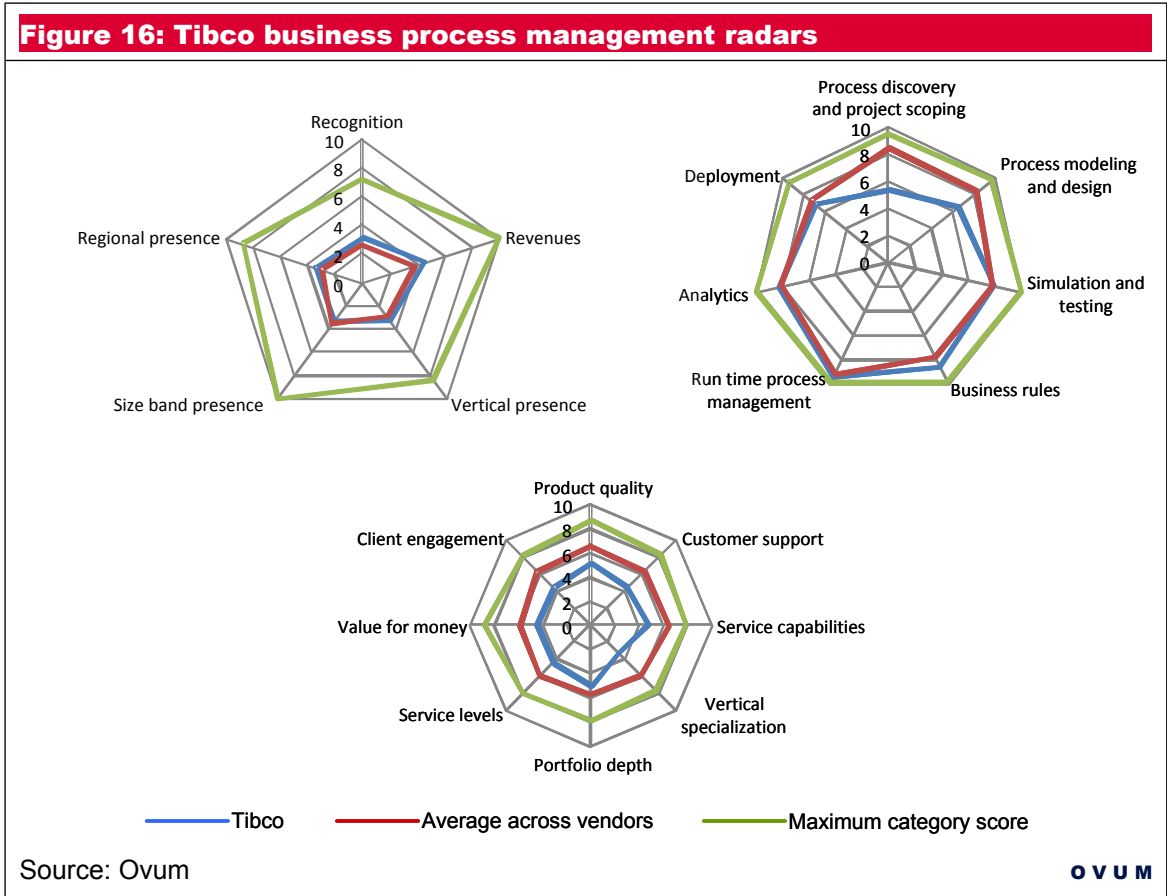 Figure 16: Tibco business process management radars
Recognition
10
8
6
4
2
0
Revenues
Vertical presence
Size band presence
Regional presence
Process discovery
and project scoping
10
8
6
4
2
0
Process modeling
and design
Simulation and
testing
Business rules
Run time process
management
Analytics
Deployment
Product quality
10
8
6
4
2
0
Customer support
Service capabilities
Vertical
specialization
Portfolio depth
Service levels
Value for money
Client engagement
Tibco
Average across vendors
Maximum category score
Source: Ovum
OVUM